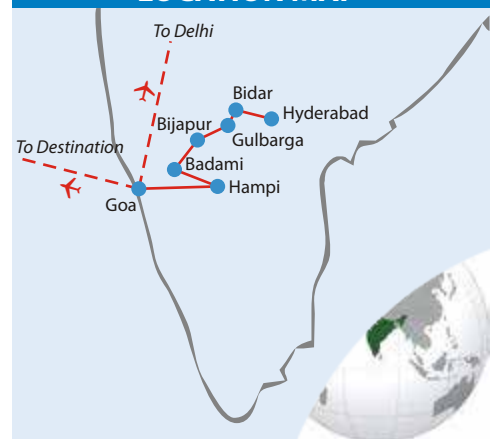 To Delhi
Bidar
Hyderabad
Bijapur
Gulbarga
To Destination
Badami
Hampi
Goa